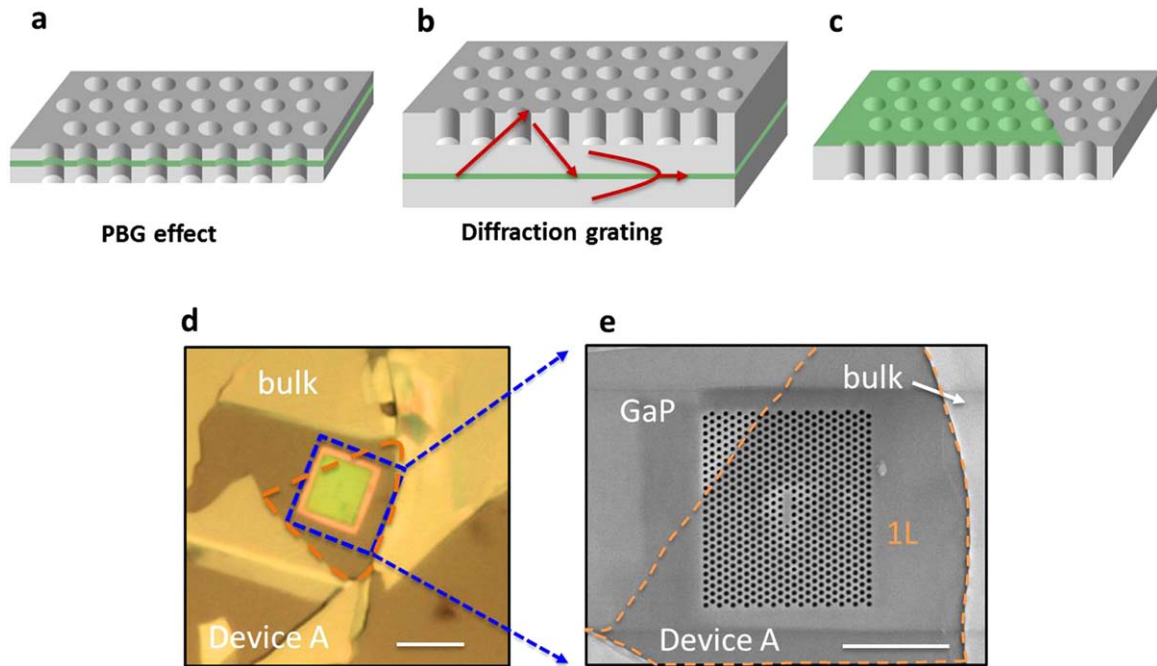 a
b
c
PBG effect
Diffraction grating
d
e
bulk
Device A
bulk
GaP
1L
Device A